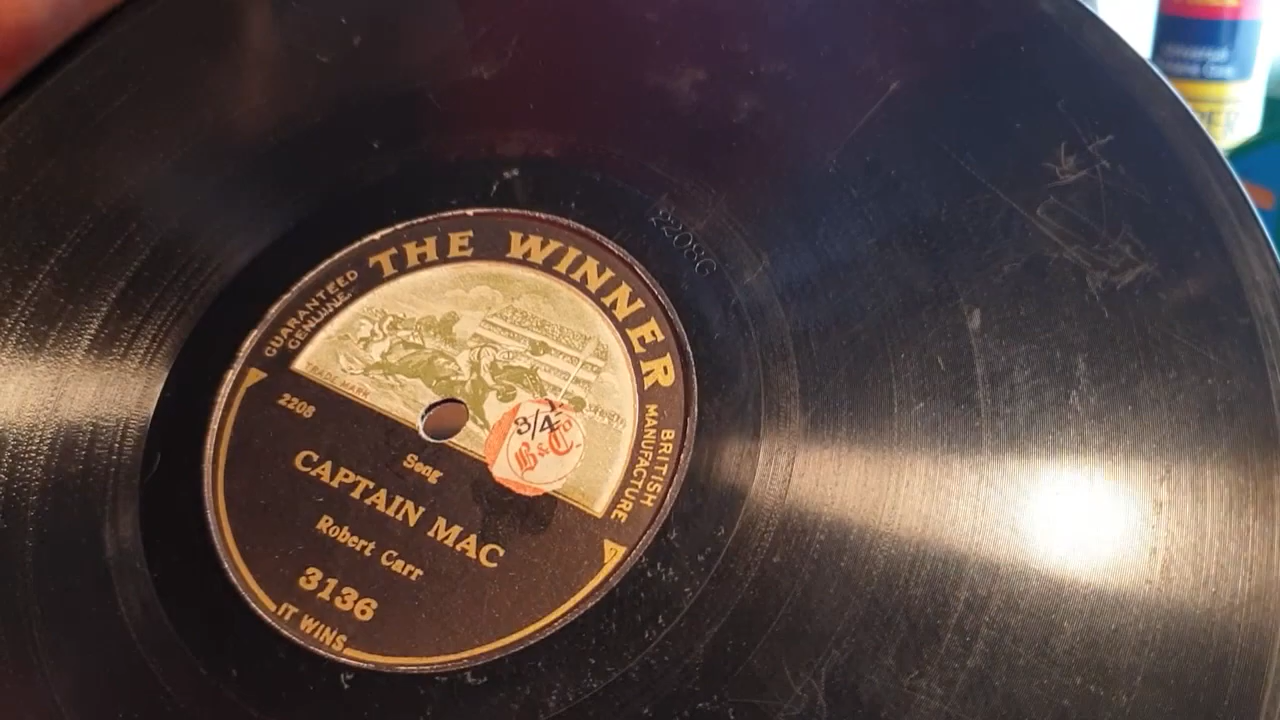 THE WINNER
GUARANTEED
GENUINE.
BRITISH
MANUFACTURE
TRADE MARK
2208
3/4
B & Co
Song
CAPTAIN MAC
Robert Carr
3136
IT WINS
2208G